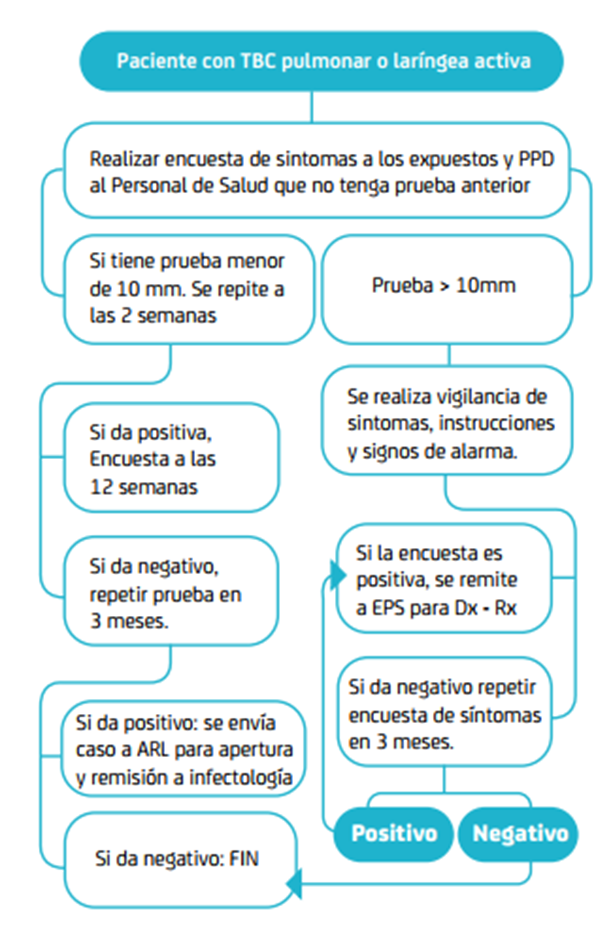 Paciente con TBC pulmonar o laríngea activa
Realizar encuesta de sintomas a los expuestos y PPD
al Personal de Salud que no tenga prueba anterior
Si tiene prueba menor
de 10 mm. Se repite a
las 2 semanas
Prueba > 10mm
Se realiza vigilancia de
sintomas, instrucciones
y signos de alarma.
Si da positiva,
Encuesta a las
12 semanas
Si la encuesta es
positiva, se remite
a EPS para Dx - Rx
Si da negativo,
repetir prueba en
3 meses.
Si da negativo repetir
encuesta de síntomas
en 3 meses.
Si da positivo: se envía
caso a ARL para apertura
y remisión a infectología
Positivo
Negativo
Si da negativo: FIN